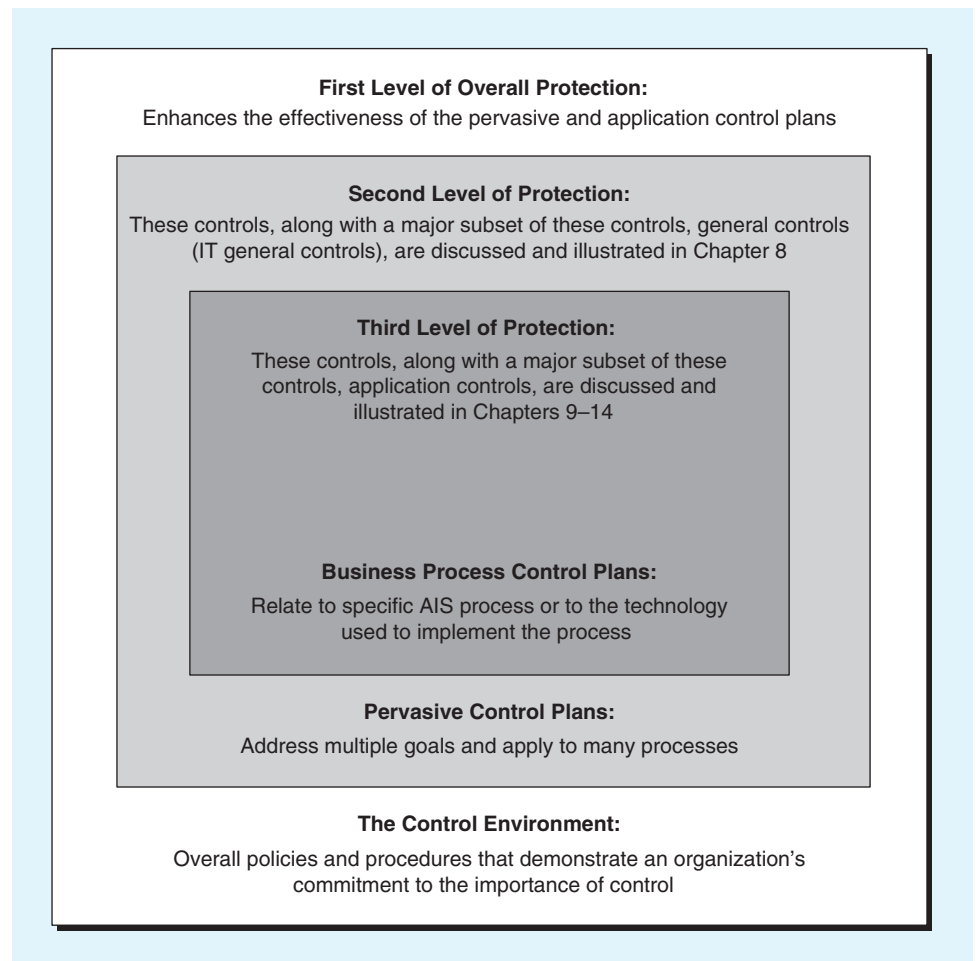 First Level of Overall Protection:
Enhances the effectiveness of the pervasive and application control plans
Second Level of Protection:
These controls, along with a major subset of these controls, general controls
(IT general controls), are discussed and illustrated in Chapter 8
Third Level of Protection:
These controls, along with a major subset of these
controls, application controls, are discussed and
illustrated in Chapters 9–14
Business Process Control Plans:
Relate to specific AIS process or to the technology
used to implement the process
Pervasive Control Plans:
Address multiple goals and apply to many processes
The Control Environment:
Overall policies and procedures that demonstrate an organization’s
commitment to the importance of control